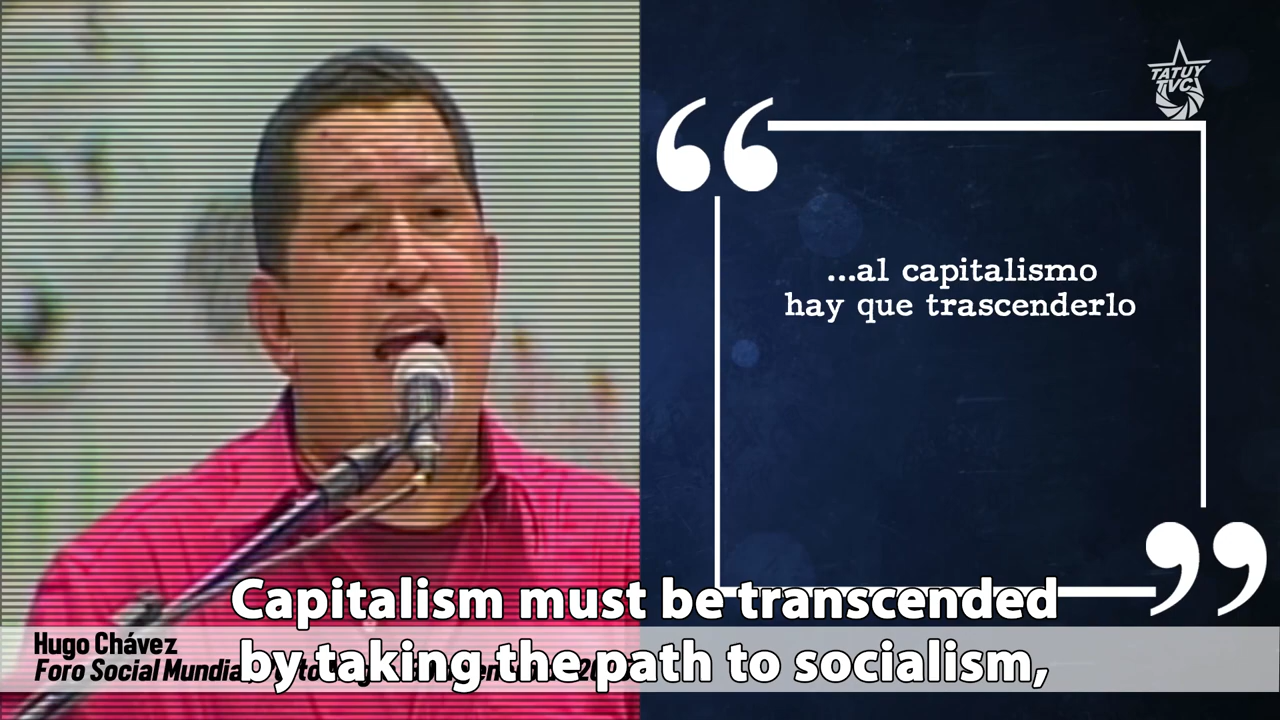 TATUY
TVC
...al capitalismo
hay que trascenderlo
Capitalism must be transcended
by taking the path to socialism,
Hugo Chávez
Foro Social Mundial